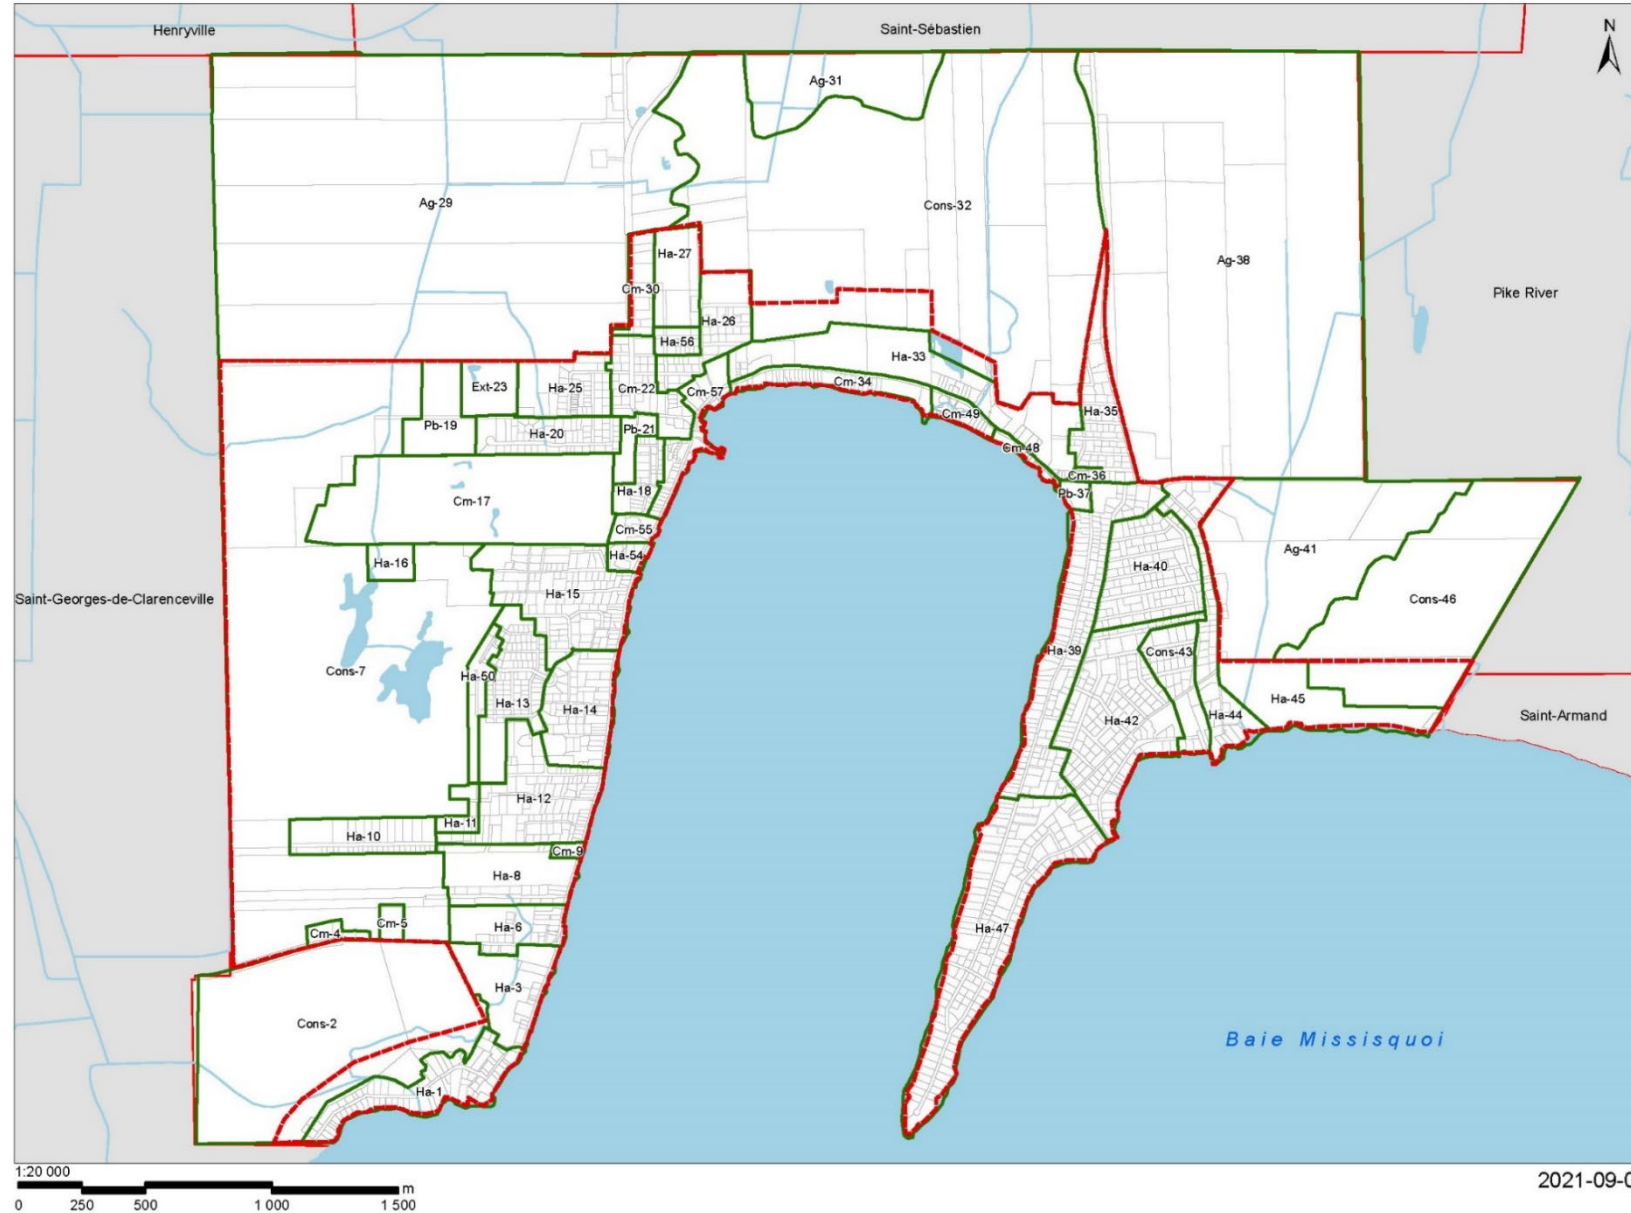 Henryville
Saint-Sébastien
N
Ag-31
Ag-29
Cons-32
Ha-27
Ag-38
Cm-30
Pike River
Ha-26
Ha-56
Ha-33
Ext-23
Ha-25
Cm-22
Cm-57
Cm-34
Ha-35
Cm-49
Pb-19
Ha-20
Pb-21
Cm-48
Cm-36
Ha-18
Pb-37
Cm-17
Cm-55
Ha-54
Ag-41
Ha-16
Ha-40
Ha-15
Saint-Georges-de-Clarenceville
Cons-46
Ha-39
Cons-43
Cons-7
Ha-50
Ha-13
Ha-14
Ha-45
Ha-42
Ha-44
Saint-Armand
Ha-12
Ha-11
Ha-10
Cm-9
Ha-8
Cm-5
Ha-6
Cm-4
Ha-47
Ha-3
Cons-2
Baie Missisquoi
Ha-1
1:20 000
m
0 250 500 1 000 1 500
2021-09-0